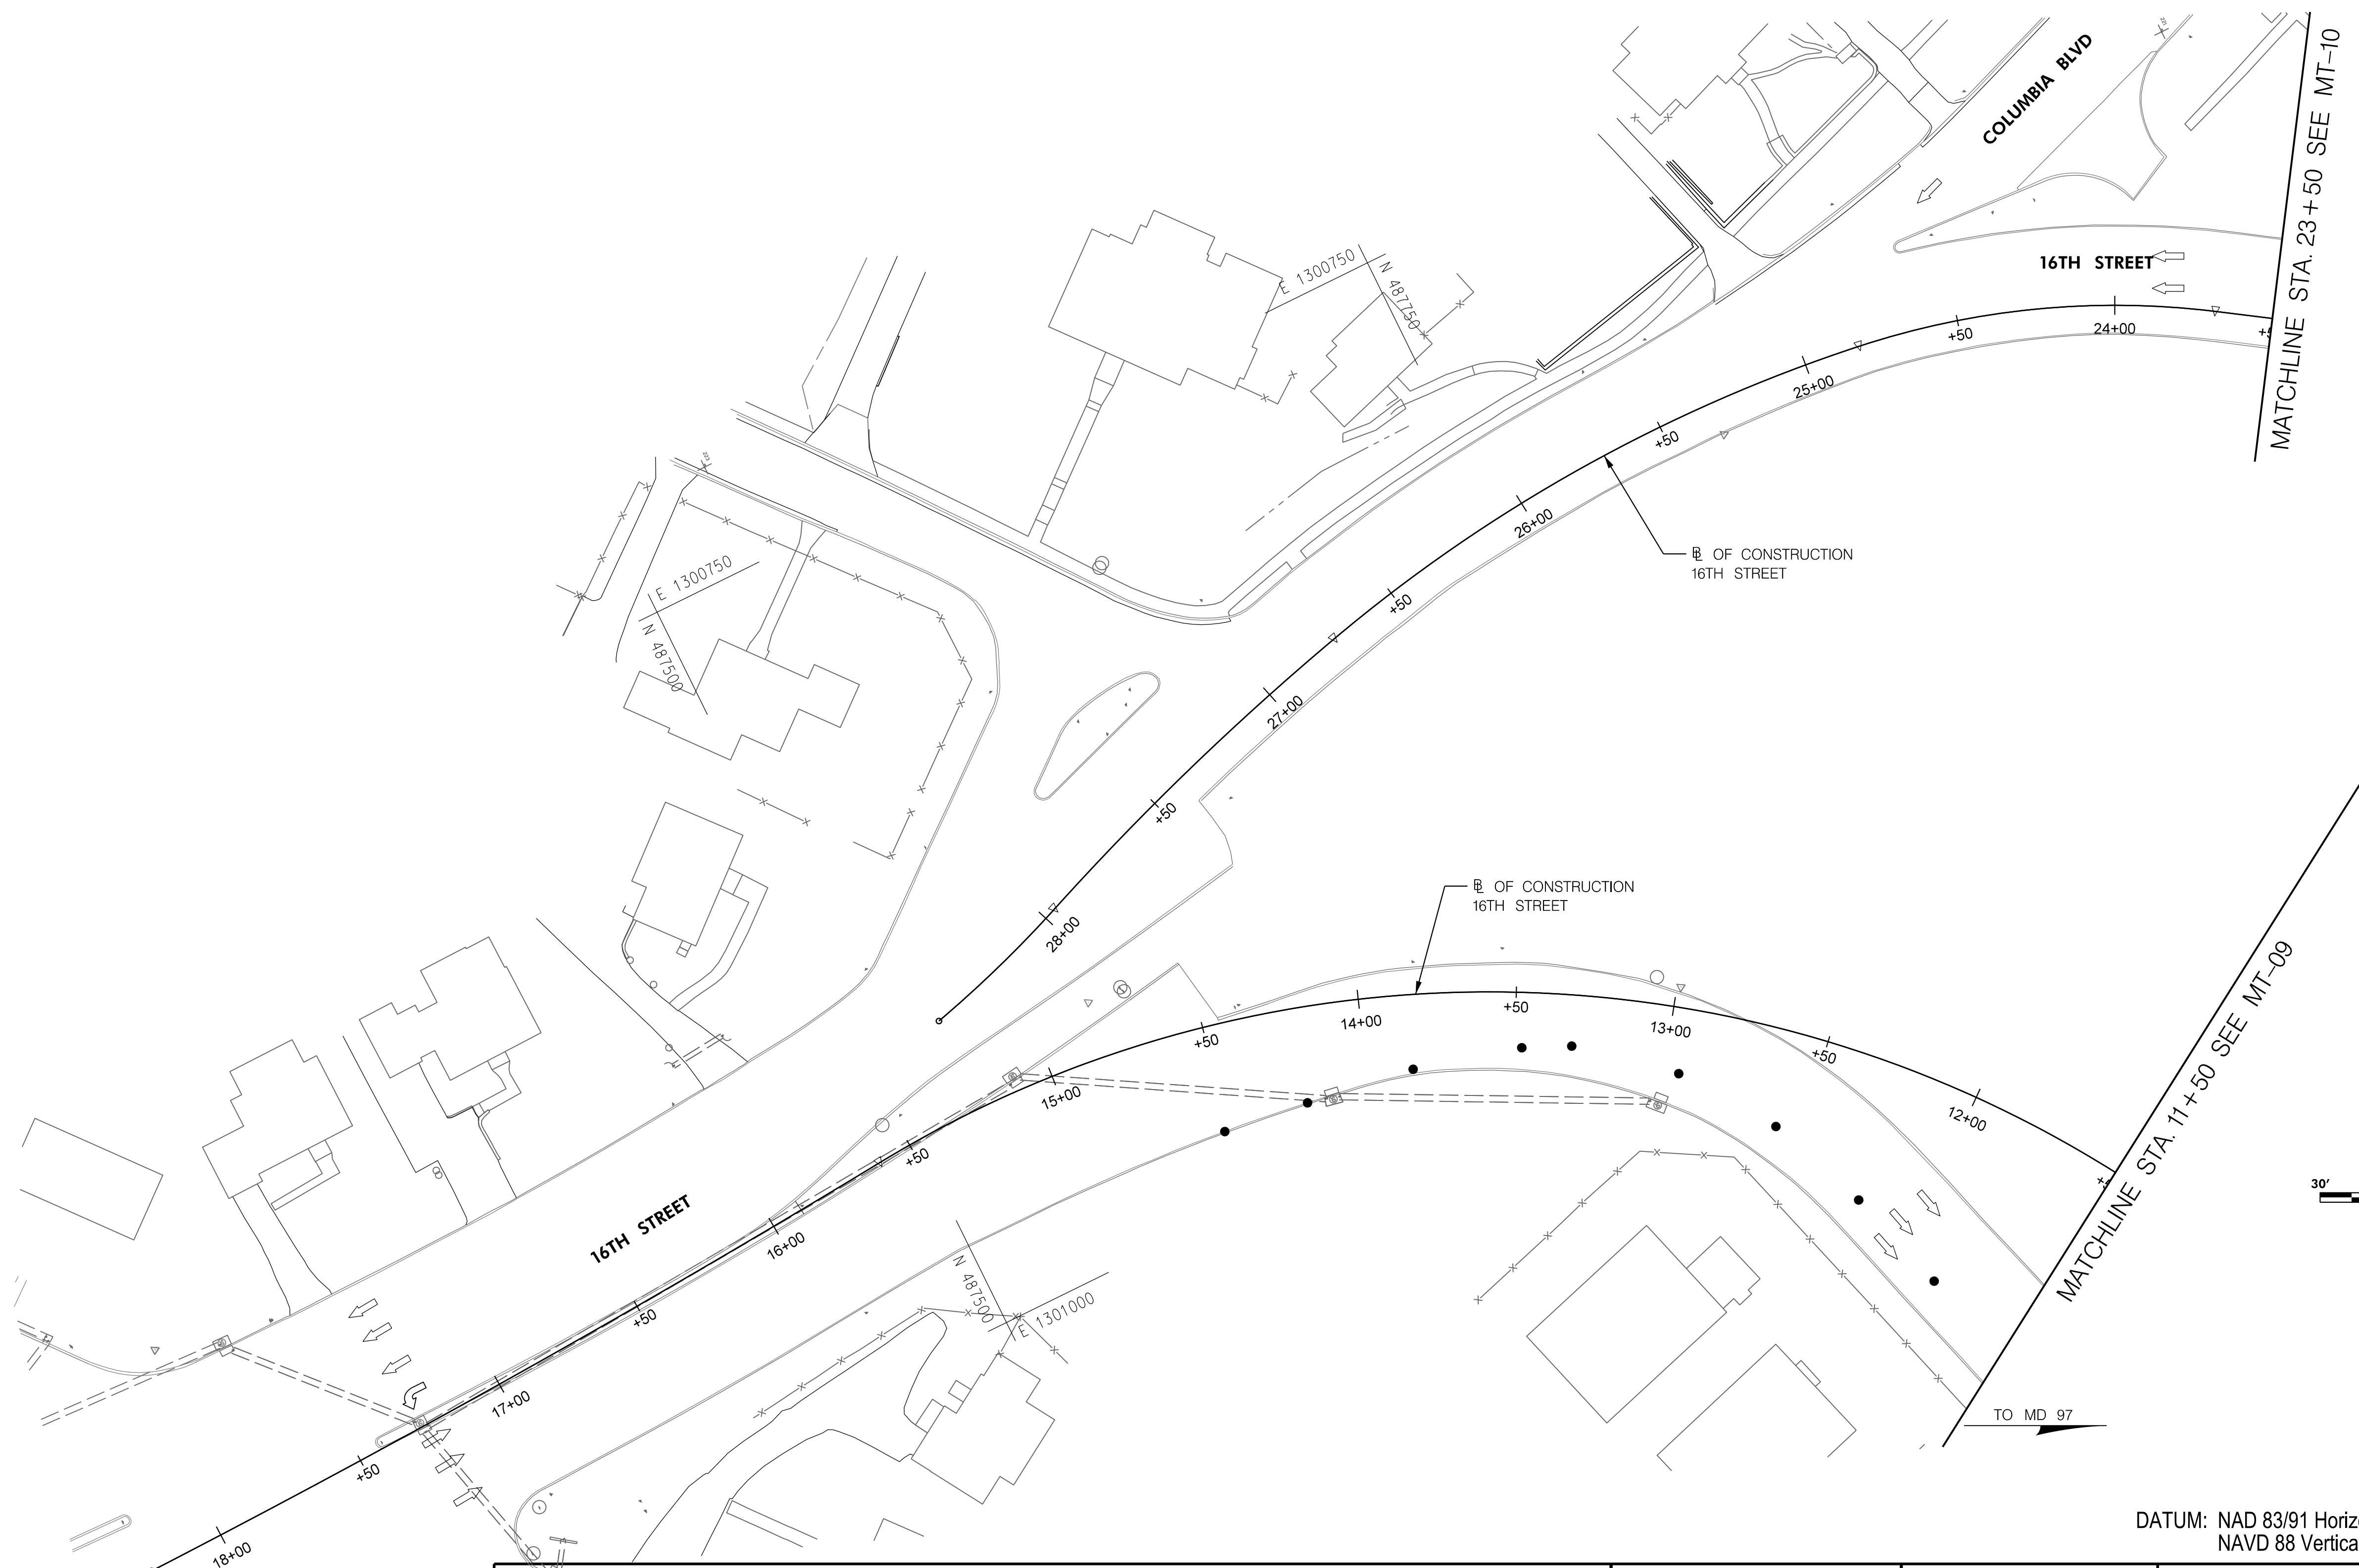 COLUMBIA BLVD
MATCHLINE STA. 23+50 SEE MT-10
16TH STREET
24+00
+50
25+00
+50
26+00
+50
27+00
+50
28+00
E 1300750
N 487750
223
E 1300750
N 487500
℄ OF CONSTRUCTION
16TH STREET
℄ OF CONSTRUCTION
16TH STREET
MATCHLINE STA. 11+50 SEE MT-09
12+00
+50
13+00
+50
14+00
+50
15+00
+50
16+00
+50
17+00
+50
18+00
16TH STREET
N 487500
E 1301000
30'
TO MD 97
DATUM: NAD 83/91
NAVD 88